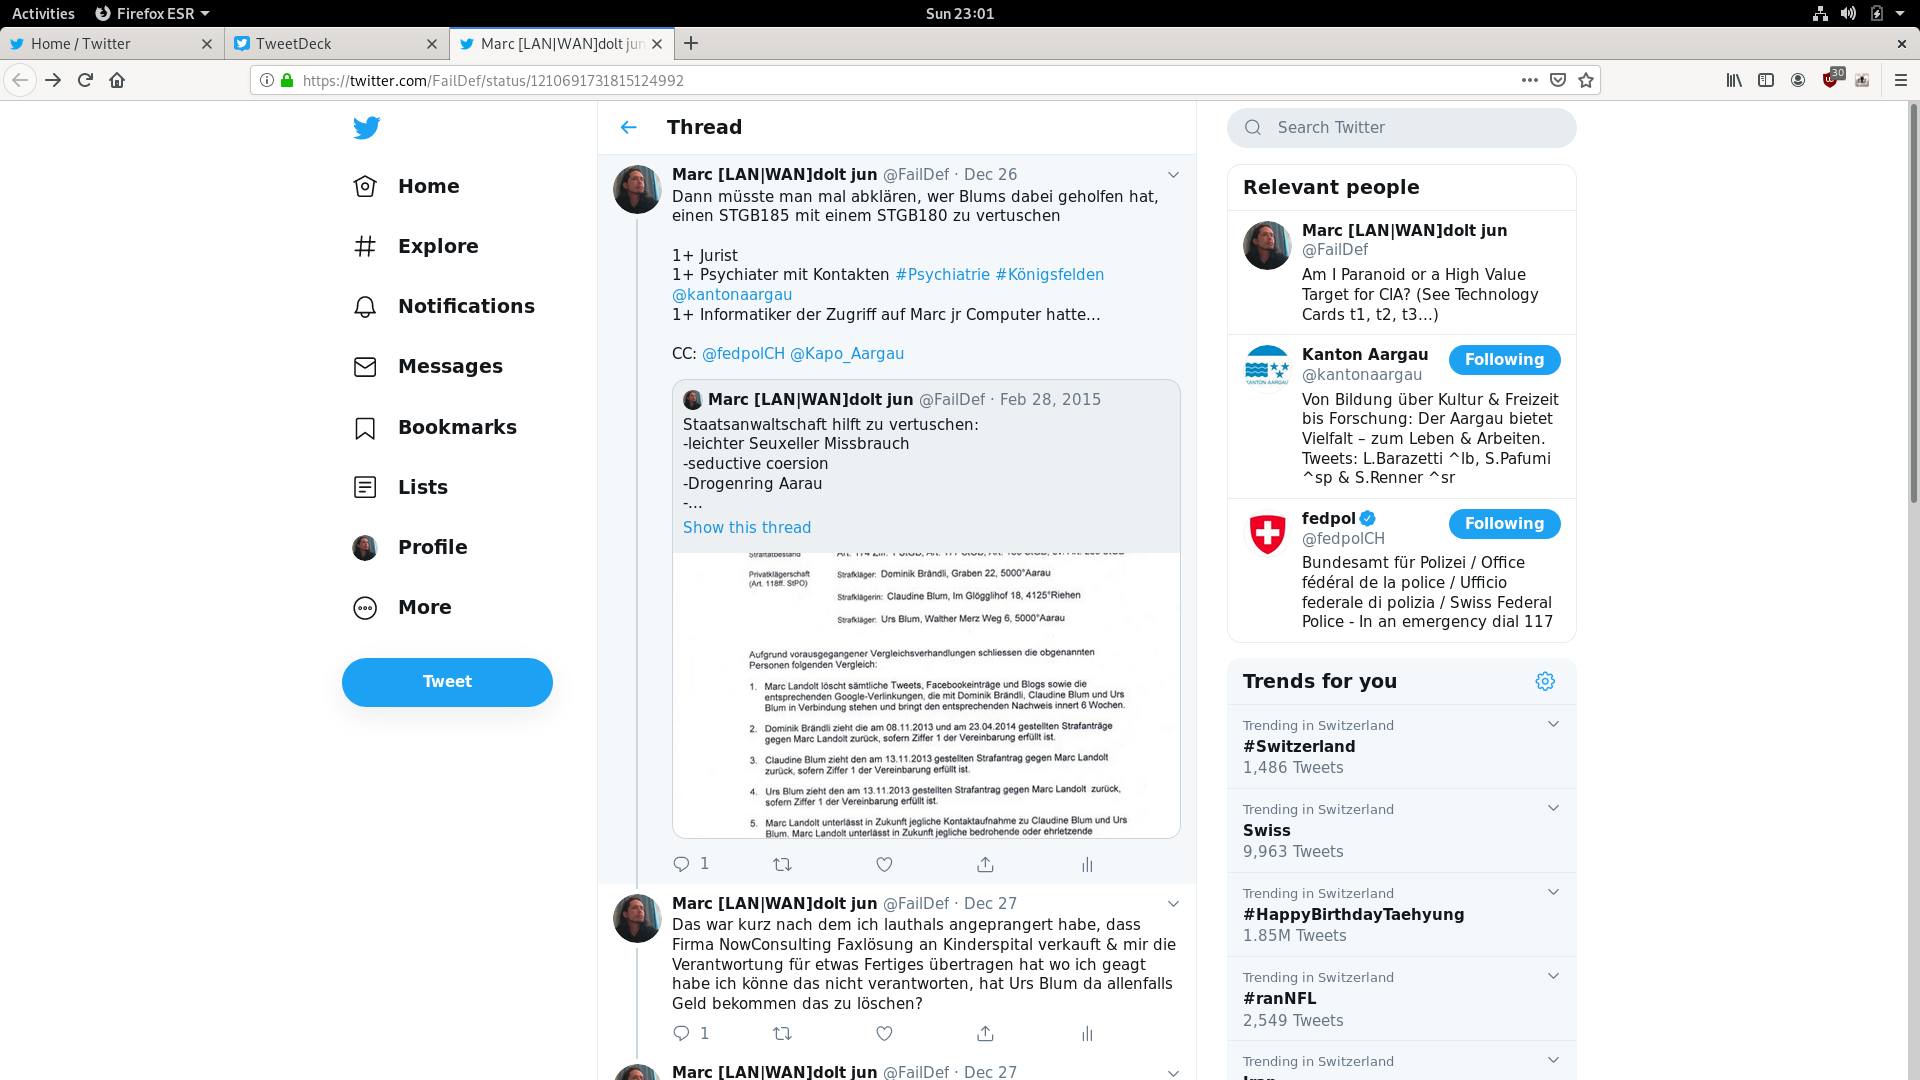 Activities
Firefox ESR
Sun 23:01
Home / Twitter
TweetDeck
Marc [LAN|WAN]dolt jun
https://twitter.com/FailDef/status/1210691731815124992
30
Home
Explore
Notifications
Messages
Bookmarks
Lists
Profile
More
Tweet
Thread
Marc [LAN|WAN]dolt jun @FailDef · Dec 26
Dann müsste man mal abklären, wer Blums dabei geholfen hat,
einen STGB185 mit einem STGB180 zu vertuschen
1+ Jurist
1+ Psychiater mit Kontakten #Psychiatrie #Königsfelden
@kantonaargau
1+ Informatiker der Zugriff auf Marc jr Computer hatte...
CC: @fedpolCH @Kapo_Aargau
Marc [LAN|WAN]dolt jun @FailDef · Feb 28, 2015
Staatsanwaltschaft hilft zu vertuschen:
-leichter Seuxeller Missbrauch
-seductive coersion
-Drogenring Aarau
-...
Show this thread
Straftatbestand
Privatklägerschaft
(Art. 118ff. StPO)
Strafkläger: Dominik Brändli, Graben 22, 5000°Aarau
Strafklägerin: Claudine Blum, Im Glögglihof 18, 4125°Riehen
Strafkläger: Urs Blum, Walther Merz Weg 6, 5000°Aarau
Aufgrund vorausgegangener Vergleichsverhandlungen schliessen die obgenannten
Personen folgenden Vergleich:
1. Marc Landolt löscht sämtliche Tweets, Facebookeinträge und Blogs sowie die
entsprechenden Google-Verlinkungen, die mit Dominik Brändli, Claudine Blum und Urs
Blum in Verbindung stehen und bringt den entsprechenden Nachweis innert 6 Wochen.
2. Dominik Brändli zieht die am 08.11.2013 und am 23.04.2014 gestellten Strafanträge
gegen Marc Landolt zurück, sofern Ziffer 1 der Vereinbarung erfüllt ist.
3. Claudine Blum zieht den am 13.11.2013 gestellten Strafantrag gegen Marc Landolt
zurück, sofern Ziffer 1 der Vereinbarung erfüllt ist.
4. Urs Blum zieht den am 13.11.2013 gestellten Strafantrag gegen Marc Landolt zurück,
sofern Ziffer 1 der Vereinbarung erfüllt ist.
5. Marc Landolt unterlässt in Zukunft jegliche Kontaktaufnahme zu Claudine Blum und Urs
Blum. Marc Landolt unterlässt in Zukunft jegliche bedrohende oder ehrletzende
1
Marc [LAN|WAN]dolt jun @FailDef · Dec 27
Das war kurz nach dem ich lauthals angeprangert habe, dass
Firma NowConsulting Faxlösung an Kinderspital verkauft & mir die
Verantwortung für etwas Fertiges übertragen hat wo ich geagt
habe ich könne das nicht verantworten, hat Urs Blum da allenfalls
Geld bekommen das zu löschen?
1
Marc [LAN|WAN]dolt jun @FailDef · Dec 27
Search Twitter
Relevant people
Marc [LAN|WAN]dolt jun
@FailDef
Am I Paranoid or a High Value
Target for CIA? (See Technology
Cards t1, t2, t3...)
Kanton Aargau
@kantonaargau
Following
KANTON AARGAU
Von Bildung über Kultur & Freizeit
bis Forschung: Der Aargau bietet
Vielfalt – zum Leben & Arbeiten.
Tweets: L.Barazetti ^lb, S.Pafumi
^sp & S.Renner ^sr
fedpol
@fedpolCH
Following
Bundesamt für Polizei / Office
fédéral de la police / Ufficio
federale di polizia / Swiss Federal
Police - In an emergency dial 117
Trends for you
Trending in Switzerland
#Switzerland
1,486 Tweets
Trending in Switzerland
Swiss
9,963 Tweets
Trending in Switzerland
#HappyBirthdayTaehyung
1.85M Tweets
Trending in Switzerland
#ranNFL
2,549 Tweets
Trending in Switzerland